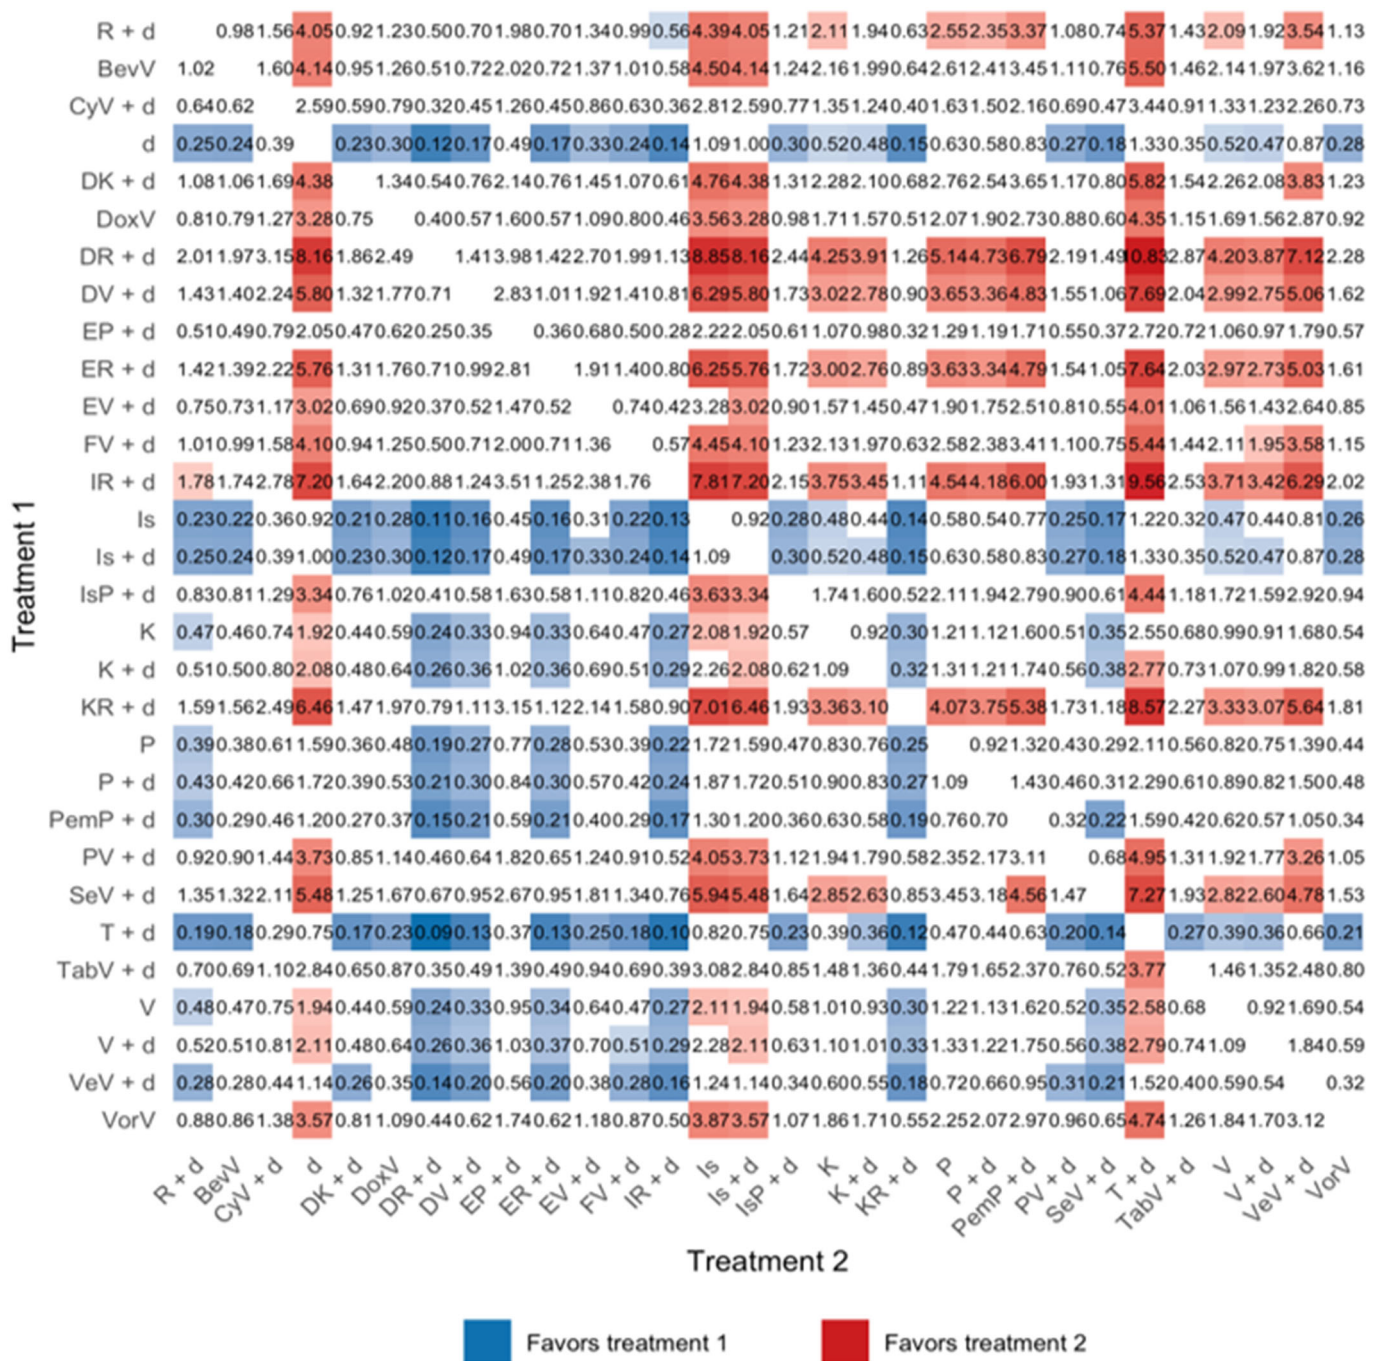 R + d 0.98 1.56 4.05 0.92 1.23 0.50 0.70 1.98 0.70 1.34 0.99 0.56 4.39 4.05 1.21 2.11 1.94 0.63 2.55 2.35 3.37 1.08 0.74 5.37 1.43 2.09 1.92 3.54 1.13
BevV 1.02 1.60 4.14 0.95 1.26 0.51 0.72 2.02 0.72 1.37 1.01 0.58 4.50 4.14 1.24 2.16 1.99 0.64 2.61 2.41 3.45 1.11 0.76 5.50 1.46 2.14 1.97 3.62 1.16
CyV + d 0.64 0.62 2.59 0.59 0.79 0.32 0.45 1.26 0.45 0.86 0.63 0.36 2.81 2.59 0.77 1.35 1.24 0.40 1.63 1.50 2.16 0.69 0.47 3.44 0.91 1.33 1.23 2.26 0.73
d 0.25 0.24 0.39 0.23 0.30 0.12 0.17 0.49 0.17 0.33 0.24 0.14 1.09 1.00 0.30 0.52 0.48 0.15 0.63 0.58 0.83 0.27 0.18 1.33 0.35 0.52 0.47 0.87 0.28
DK + d 1.08 1.06 1.69 4.38 1.34 0.54 0.76 2.14 0.76 1.45 1.07 0.61 4.76 4.38 1.31 2.28 2.10 0.68 2.76 2.54 3.65 1.17 0.80 5.82 1.54 2.26 2.08 3.83 1.23
DoxV 0.81 0.79 1.27 3.28 0.75 0.40 0.57 1.60 0.57 1.09 0.80 0.46 3.56 3.28 0.98 1.71 1.57 0.51 2.07 1.90 2.73 0.88 0.60 4.35 1.15 1.69 1.56 2.87 0.92
DR + d 2.01 1.97 3.15 8.16 1.86 2.49 1.41 3.98 1.42 2.70 1.99 1.13 8.85 8.16 2.44 4.25 3.91 1.26 5.14 4.73 6.79 2.19 1.49 10.83 2.87 4.20 3.87 7.12 2.28
DV + d 1.43 1.40 2.24 5.80 1.32 1.77 0.71 2.83 1.01 1.92 1.41 0.81 6.29 5.80 1.73 3.02 2.78 0.90 3.65 3.36 4.83 1.55 1.06 7.69 2.04 2.99 2.75 5.06 1.62
EP + d 0.51 0.49 0.79 2.05 0.47 0.62 0.25 0.35 0.36 0.68 0.50 0.28 2.22 2.05 0.61 1.07 0.98 0.32 1.29 1.19 1.71 0.55 0.37 2.72 0.72 1.06 0.97 1.79 0.57
ER + d 1.42 1.39 2.22 5.76 1.31 1.76 0.71 0.99 2.81 1.91 1.40 0.80 6.25 5.76 1.72 3.00 2.76 0.89 3.63 3.34 4.79 1.54 1.05 7.64 2.03 2.97 2.73 5.03 1.61
EV + d 0.75 0.73 1.17 3.02 0.69 0.92 0.37 0.52 1.47 0.52 0.74 0.42 3.28 3.02 0.90 1.57 1.45 0.47 1.90 1.75 2.51 0.81 0.55 4.01 1.06 1.56 1.43 2.64 0.85
FV + d 1.01 0.99 1.58 4.10 0.94 1.25 0.50 0.71 2.00 0.71 1.36 0.57 4.45 4.10 1.23 2.13 1.97 0.63 2.58 2.38 3.41 1.10 0.75 5.44 1.44 2.11 1.95 3.58 1.15
IR + d 1.78 1.74 2.78 7.20 1.64 2.20 0.88 1.24 3.51 1.25 2.38 1.76 7.81 7.20 2.15 3.75 3.45 1.11 4.54 4.18 6.00 1.93 1.31 9.56 2.53 3.71 3.42 6.29 2.02
Is 0.23 0.22 0.36 0.92 0.21 0.28 0.11 0.16 0.45 0.16 0.31 0.22 0.13 0.92 0.28 0.48 0.44 0.14 0.58 0.54 0.77 0.25 0.17 1.22 0.32 0.47 0.44 0.81 0.26
Is + d 0.25 0.24 0.39 1.00 0.23 0.30 0.12 0.17 0.49 0.17 0.33 0.24 0.14 1.09 0.30 0.52 0.48 0.15 0.63 0.58 0.83 0.27 0.18 1.33 0.35 0.52 0.47 0.87 0.28
IsP + d 0.83 0.81 1.29 3.34 0.76 1.02 0.41 0.58 1.63 0.58 1.11 0.82 0.46 3.63 3.34 1.74 1.60 0.52 2.11 1.94 2.79 0.90 0.61 4.44 1.18 1.72 1.59 2.92 0.94
K 0.47 0.46 0.74 1.92 0.44 0.59 0.24 0.33 0.94 0.33 0.64 0.47 0.27 2.08 1.92 0.57 0.92 0.30 1.21 1.12 1.60 0.51 0.35 2.55 0.68 0.99 0.91 1.68 0.54
K + d 0.51 0.50 0.80 2.08 0.48 0.64 0.26 0.36 1.02 0.36 0.69 0.51 0.29 2.26 2.08 0.62 1.09 0.32 1.31 1.21 1.74 0.56 0.38 2.77 0.73 1.07 0.99 1.82 0.58
KR + d 1.59 1.56 2.49 6.46 1.47 1.97 0.79 1.11 3.15 1.12 2.14 1.58 0.90 7.01 6.46 1.93 3.36 3.10 4.07 3.75 5.38 1.73 1.18 8.57 2.27 3.33 3.07 5.64 1.81
P 0.39 0.38 0.61 1.59 0.36 0.48 0.19 0.27 0.77 0.28 0.53 0.39 0.22 1.72 1.59 0.47 0.83 0.76 0.25 0.92 1.32 0.43 0.29 2.11 0.56 0.82 0.75 1.39 0.44
P + d 0.43 0.42 0.66 1.72 0.39 0.53 0.21 0.30 0.84 0.30 0.57 0.42 0.24 1.87 1.72 0.51 0.90 0.83 0.27 1.09 1.43 0.46 0.31 2.29 0.61 0.89 0.82 1.50 0.48
PemP + d 0.30 0.29 0.46 1.20 0.27 0.37 0.15 0.21 0.59 0.21 0.40 0.29 0.17 1.30 1.20 0.36 0.63 0.58 0.19 0.76 0.70 0.32 0.22 1.59 0.42 0.62 0.57 1.05 0.34
PV + d 0.92 0.90 1.44 3.73 0.85 1.14 0.46 0.64 1.82 0.65 1.24 0.91 0.52 4.05 3.73 1.12 1.94 1.79 0.58 2.35 2.17 3.11 0.68 4.95 1.31 1.92 1.77 3.26 1.05
SeV + d 1.35 1.32 2.11 5.48 1.25 1.67 0.67 0.95 2.67 0.95 1.81 1.34 0.76 5.94 5.48 1.64 2.85 2.63 0.85 3.45 3.18 4.56 1.47 7.27 1.93 2.82 2.60 4.78 1.53
T + d 0.19 0.18 0.29 0.75 0.17 0.23 0.09 0.13 0.37 0.13 0.25 0.18 0.10 0.82 0.75 0.23 0.39 0.36 0.12 0.47 0.44 0.63 0.20 0.14 0.27 0.39 0.36 0.66 0.21
TabV + d 0.70 0.69 1.10 2.84 0.65 0.87 0.35 0.49 1.39 0.49 0.94 0.69 0.39 3.08 2.84 0.85 1.48 1.36 0.44 1.79 1.65 2.37 0.76 0.52 3.77 1.46 1.35 2.48 0.80
V 0.48 0.47 0.75 1.94 0.44 0.59 0.24 0.33 0.95 0.34 0.64 0.47 0.27 2.11 1.94 0.58 1.01 0.93 0.30 1.22 1.13 1.62 0.52 0.35 2.58 0.68 0.92 1.69 0.54
V + d 0.52 0.51 0.81 2.11 0.48 0.64 0.26 0.36 1.03 0.37 0.70 0.51 0.29 2.28 2.11 0.63 1.10 1.01 0.33 1.33 1.22 1.75 0.56 0.38 2.79 0.74 1.09 1.84 0.59
VeV + d 0.28 0.28 0.44 1.14 0.26 0.35 0.14 0.20 0.56 0.20 0.38 0.28 0.16 1.24 1.14 0.34 0.60 0.55 0.18 0.72 0.66 0.95 0.31 0.21 1.52 0.40 0.59 0.54 0.32
VorV 0.88 0.86 1.38 3.57 0.81 1.09 0.44 0.62 1.74 0.62 1.18 0.87 0.50 3.87 3.57 1.07 1.86 1.71 0.55 2.25 2.07 2.97 0.96 0.65 4.74 1.26 1.84 1.70 3.12
Treatment 1
R + d BevV CyV + d d DK + d DoxV DR + d DV + d EP + d ER + d EV + d FV + d IR + d Is Is + d IsP + d K K + d KR + d P P + d PemP + d PV + d SeV + d T + d TabV + d V V + d VeV + d VorV
Treatment 2
Favors treatment 1 Favors treatment 2